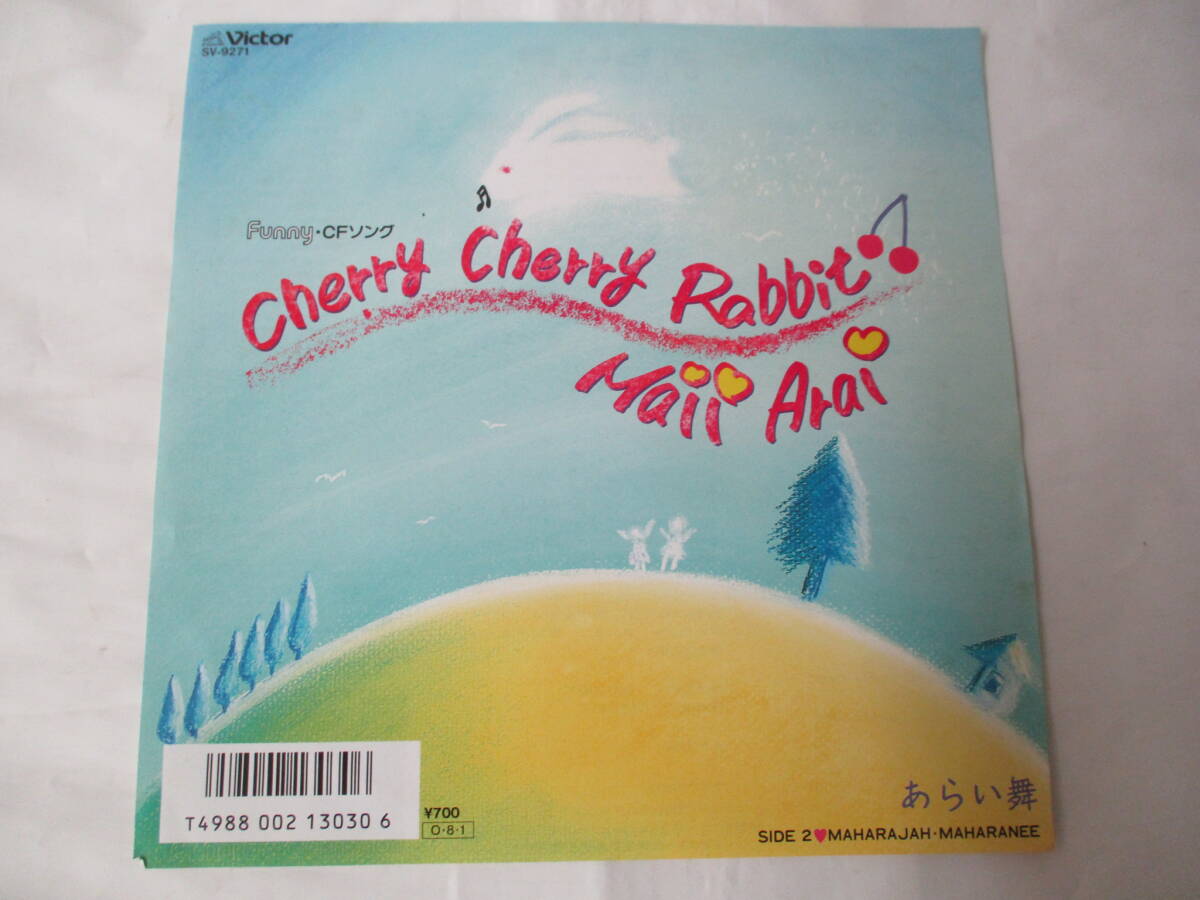 Victor
SV-9271
Funny・CFソング
Cherry Cherry Rabbit
Maii Arai
T4988 002 13030 6
¥700
O・8・1
あらい舞
SIDE 2♥MAHARAJAH・MAHARANEE